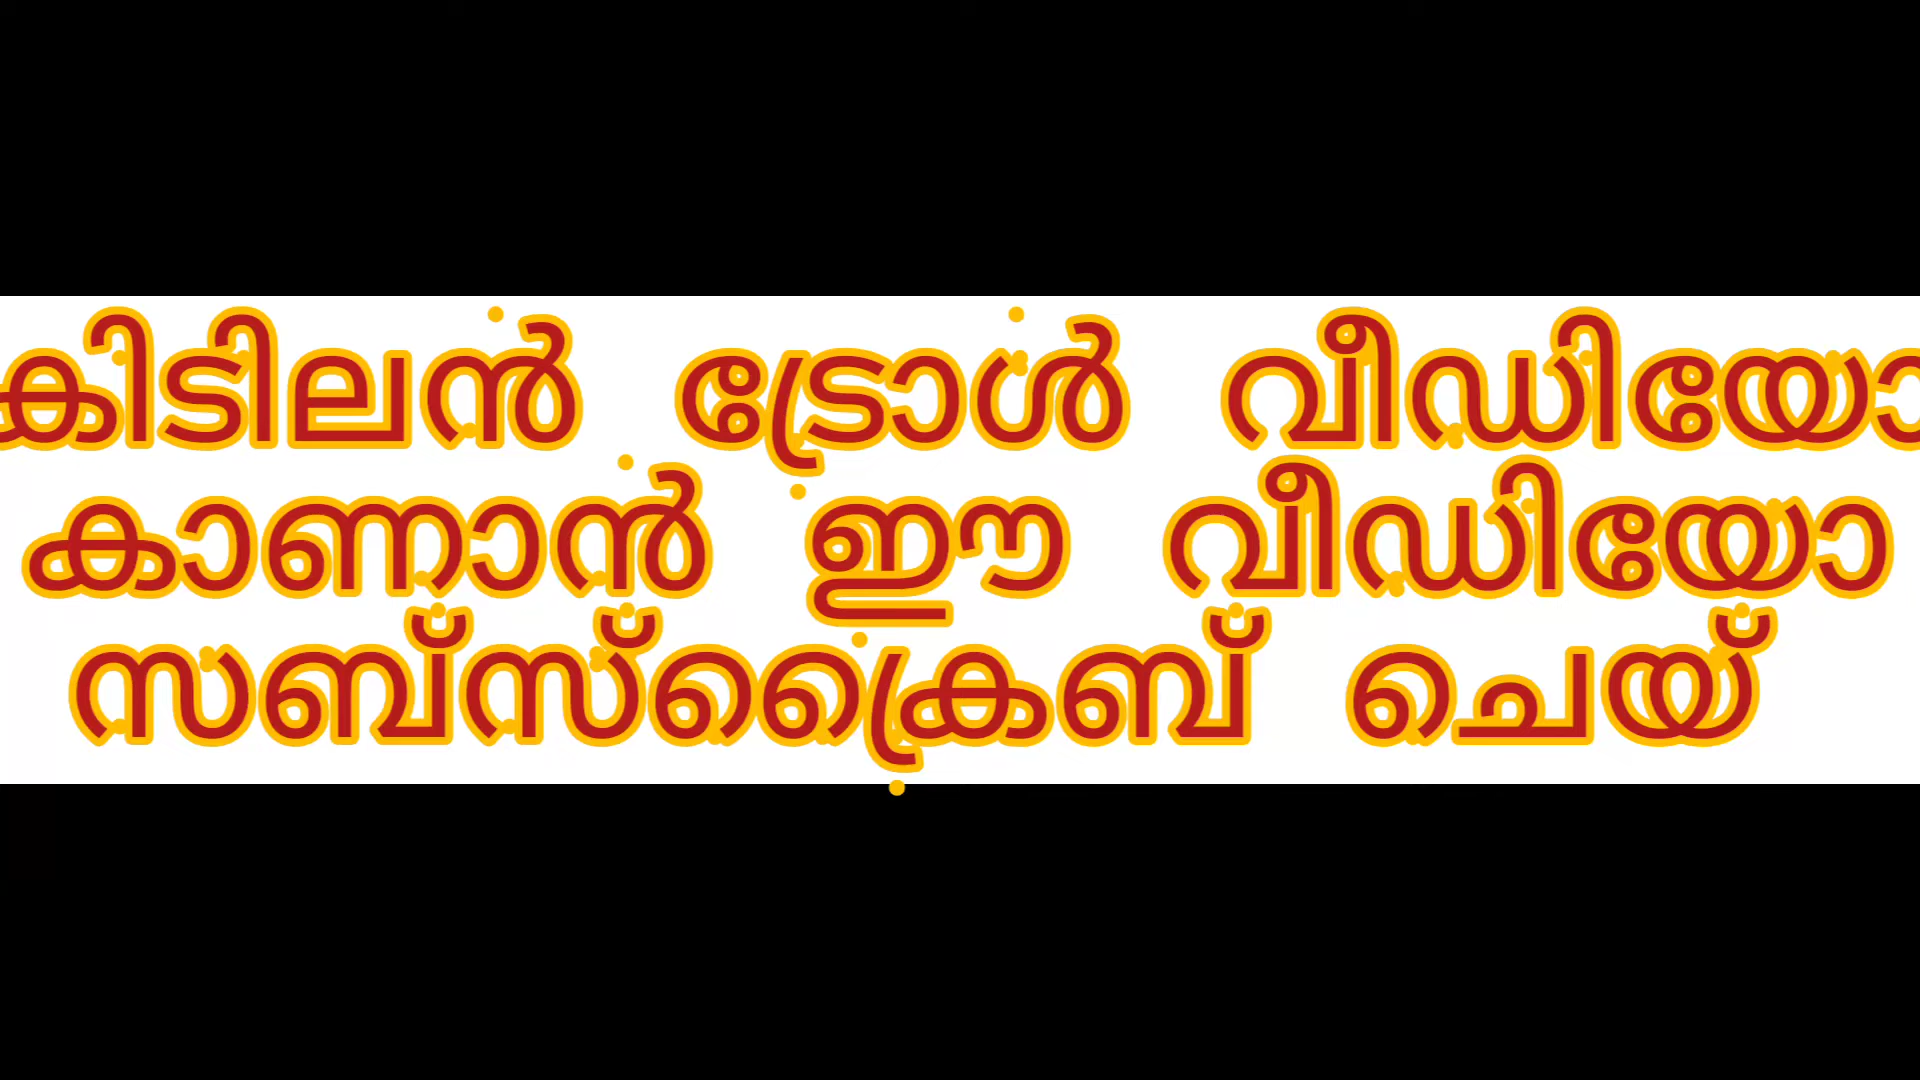 കിടിലൻ ട്രോൾ വീഡിയോ
കാണാൻ ഈ വീഡിയോ
സബ്സ്ക്രൈബ് ചെയ്